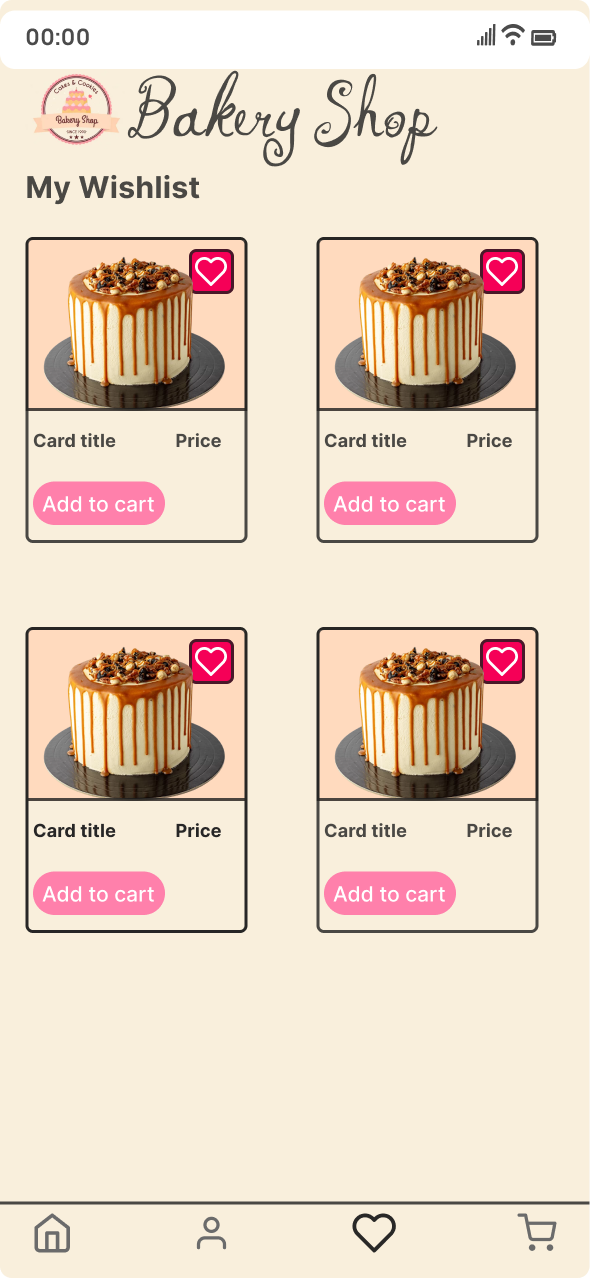 00:00
Cakes & Cookies
Bakery Shop
SINCE 1990
Bakery Shop
My Wishlist
Card title Price
Card title Price
Add to cart
Add to cart
Card title Price
Card title Price
Add to cart
Add to cart